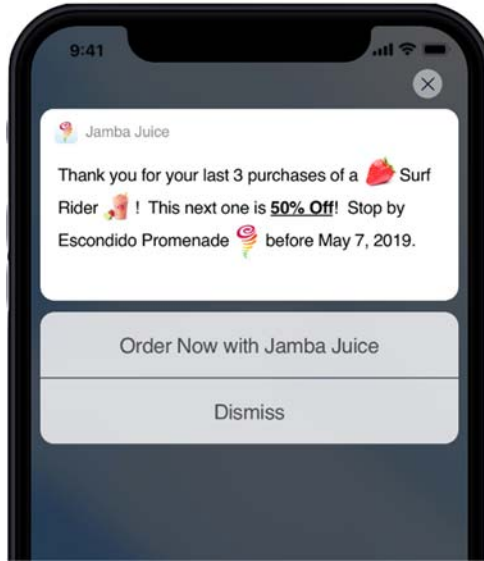 9:41
Jamba Juice
Thank you for your last 3 purchases of a Surf
Rider ! This next one is 50% Off! Stop by
Escondido Promenade before May 7, 2019.
Order Now with Jamba Juice
Dismiss